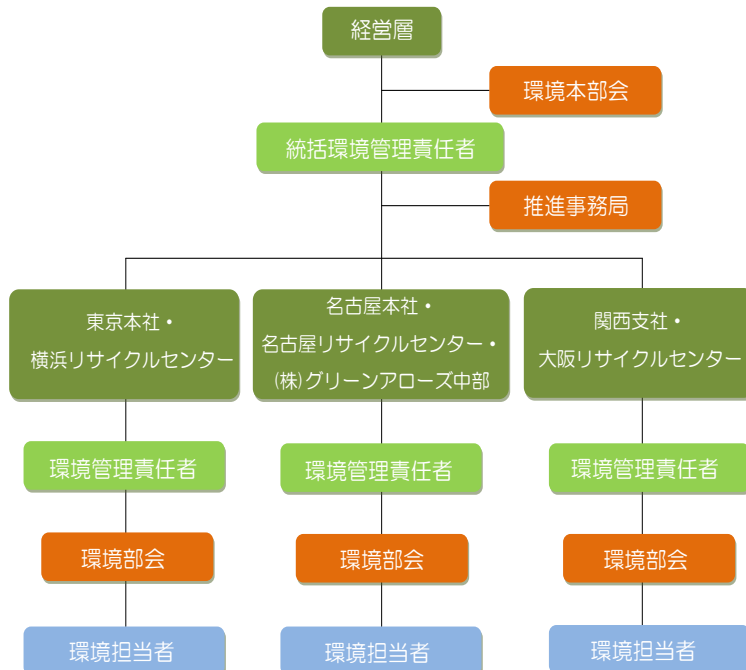 経営層
環境本部会
統括環境管理責任者
推進事務局
東京本社・
横浜リサイクルセンター
名古屋本社・
名古屋リサイクルセンター・
(株)グリーンアローズ中部
関西支社・
大阪リサイクルセンター
環境管理責任者
環境管理責任者
環境管理責任者
環境部会
環境部会
環境部会
環境担当者
環境担当者
環境担当者